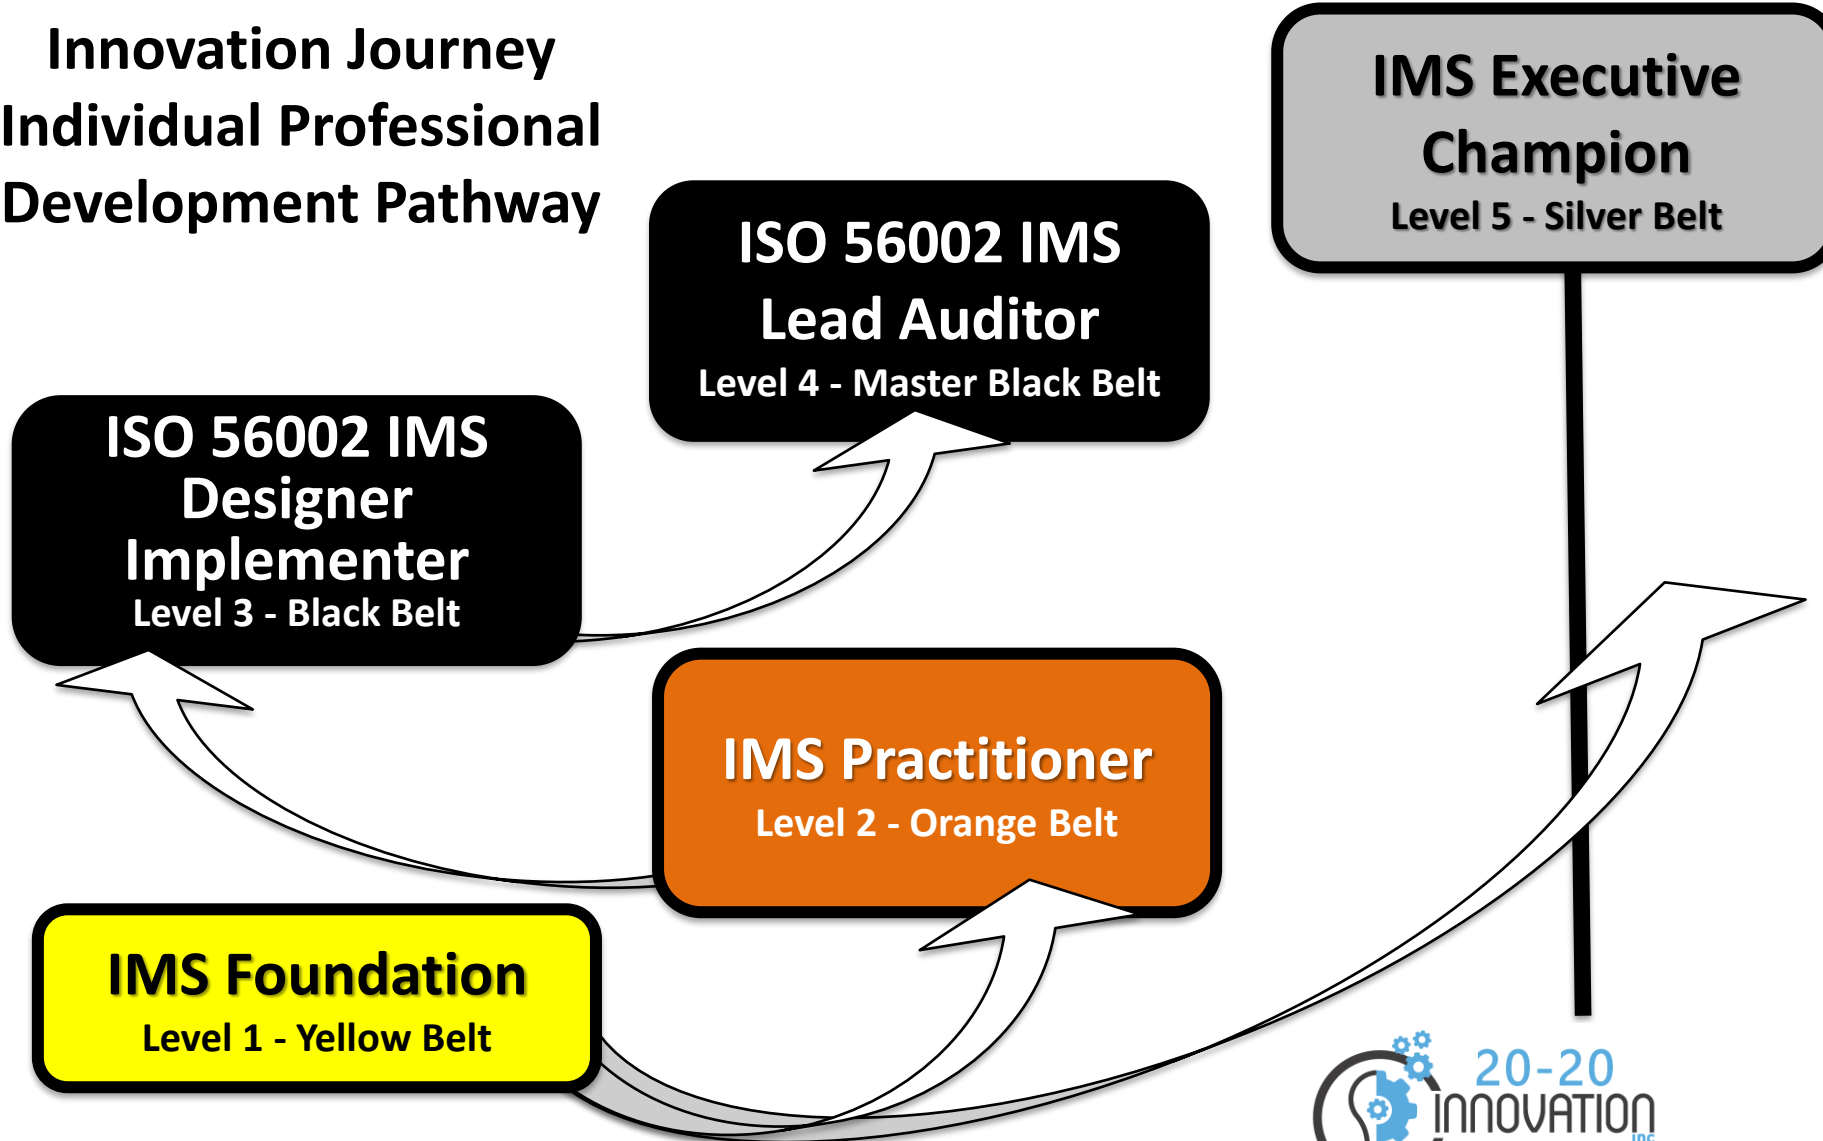 Innovation Journey
Individual Professional
Development Pathway
IMS Executive
Champion
Level 5 - Silver Belt
ISO 56002 IMS
Lead Auditor
Level 4 - Master Black Belt
ISO 56002 IMS
Designer
Implementer
Level 3 - Black Belt
IMS Practitioner
Level 2 - Orange Belt
IMS Foundation
Level 1 - Yellow Belt
20-20
INNOVATION
INC